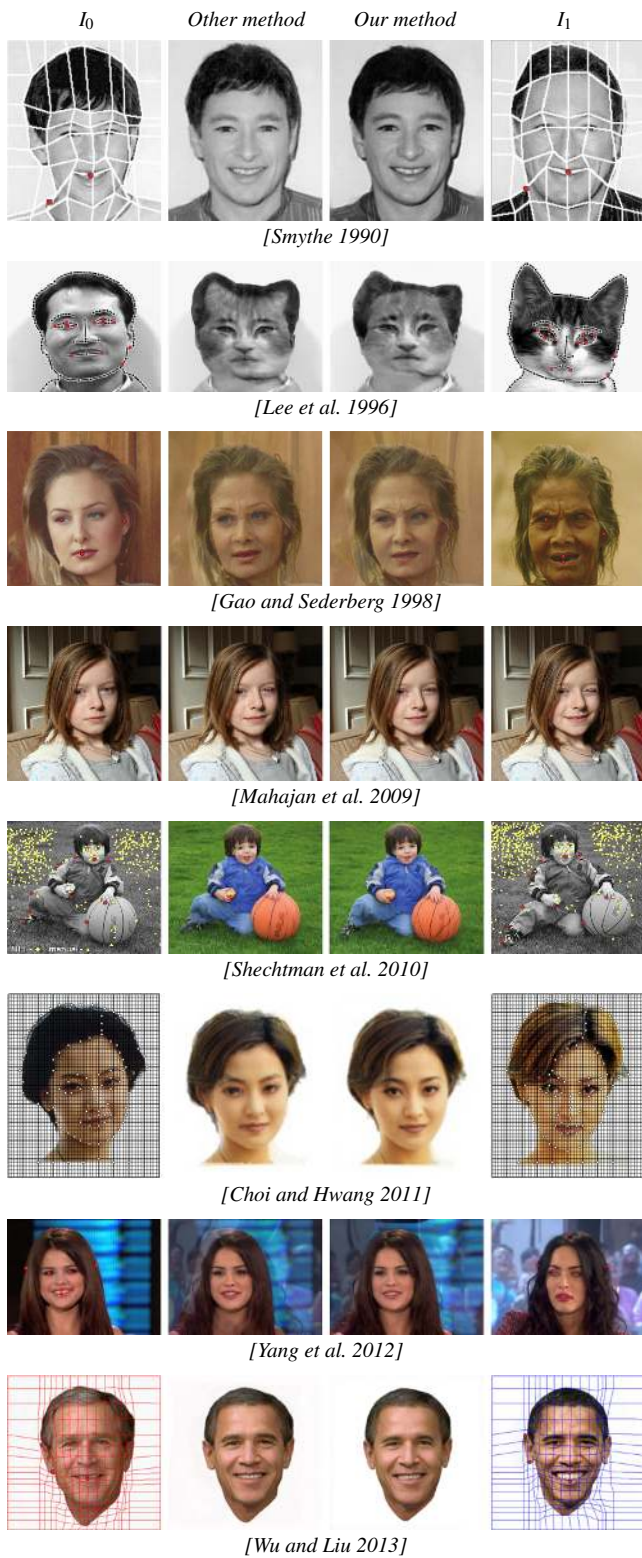 I0 Other method Our method I1
[Smythe 1990]
[Lee et al. 1996]
[Gao and Sederberg 1998]
[Mahajan et al. 2009]
[Shechtman et al. 2010]
[Choi and Hwang 2011]
[Yang et al. 2012]
[Wu and Liu 2013]